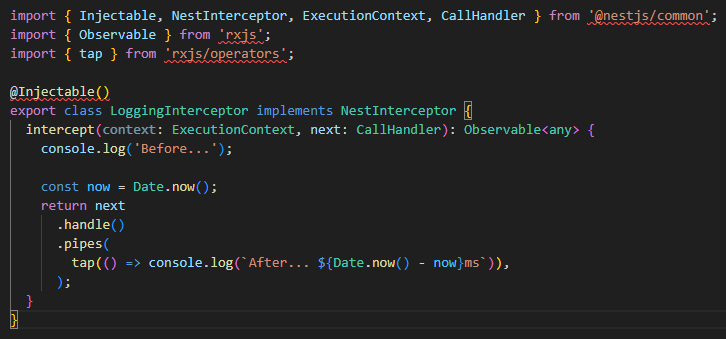 import { Injectable, NestInterceptor, ExecutionContext, CallHandler } from '@nestjs/common';
import { Observable } from 'rxjs';
import { tap } from 'rxjs/operators';

@Injectable()
export class LoggingInterceptor implements NestInterceptor {
  intercept(context: ExecutionContext, next: CallHandler): Observable<any> {
    console.log('Before...');

    const now = Date.now();
    return next
      .handle()
      .pipes(
        tap(() => console.log(`After... ${Date.now() - now}ms`)),
      );
  }
}